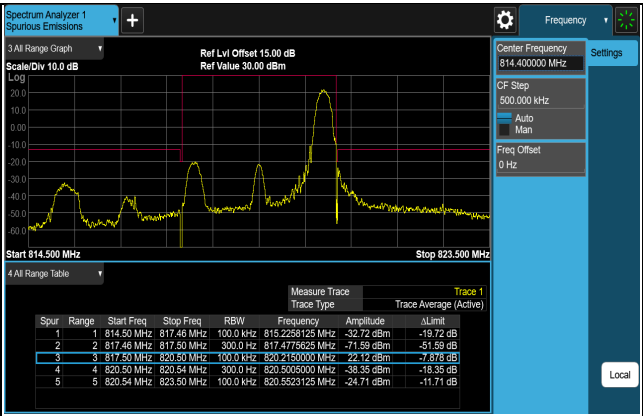 Spectrum Analyzer 1
Spurious Emissions
+
Frequency
3 All Range Graph
Ref Lvl Offset 15.00 dB
Scale/Div 10.0 dB
Ref Value 30.00 dBm
Log
20.0
10.0
0.00
-10.0
-20.0
-30.0
-40.0
-50.0
-60.0
Start 814.500 MHz
Stop 823.500 MHz
4 All Range Table
Measure Trace Trace 1
Trace Type Trace Average (Active)
Spur Range Start Freq Stop Freq RBW Frequency Amplitude ΔLimit
1 1 814.50 MHz 817.46 MHz 100.0 kHz 815.2258125 MHz -32.72 dBm -19.72 dB
2 2 817.46 MHz 817.50 MHz 300.0 Hz 817.4775625 MHz -71.59 dBm -51.59 dB
3 3 817.50 MHz 820.50 MHz 100.0 kHz 820.2150000 MHz 22.12 dBm -7.878 dB
4 4 820.50 MHz 820.54 MHz 300.0 Hz 820.5005000 MHz -38.35 dBm -18.35 dB
5 5 820.54 MHz 823.50 MHz 100.0 kHz 820.5523125 MHz -24.71 dBm -11.71 dB
Center Frequency
814.400000 MHz
Settings
CF Step
500.000 kHz
Auto
Man
Freq Offset
0 Hz
Local